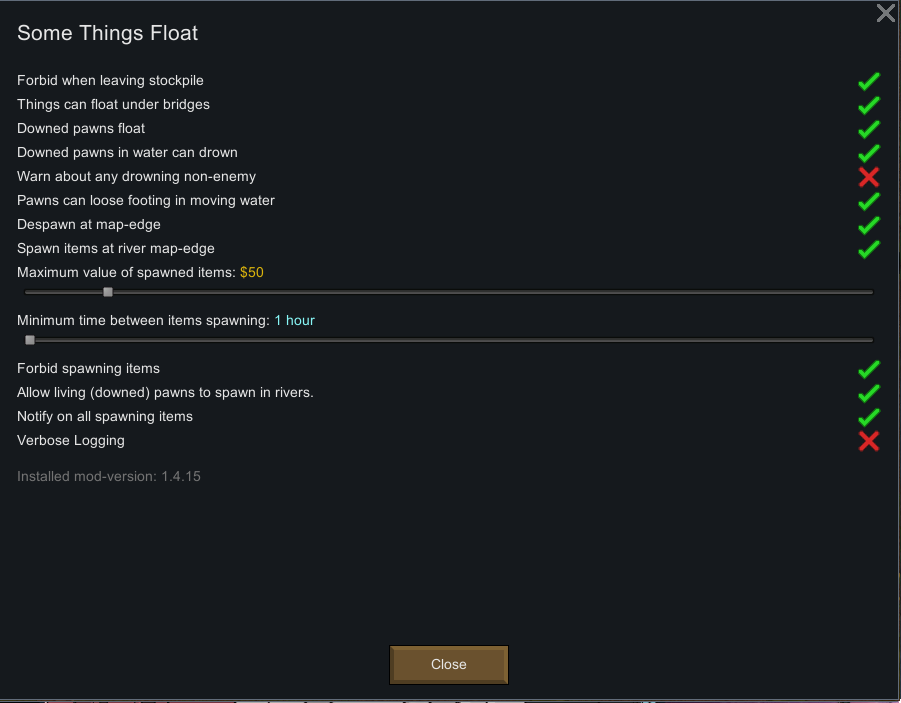 Some Things Float
Forbid when leaving stockpile
Things can float under bridges
Downed pawns float
Downed pawns in water can drown
Warn about any drowning non-enemy
Pawns can loose footing in moving water
Despawn at map-edge
Spawn items at river map-edge
Maximum value of spawned items: $50
Minimum time between items spawning: 1 hour
Forbid spawning items
Allow living (downed) pawns to spawn in rivers.
Notify on all spawning items
Verbose Logging
Installed mod-version: 1.4.15
Close